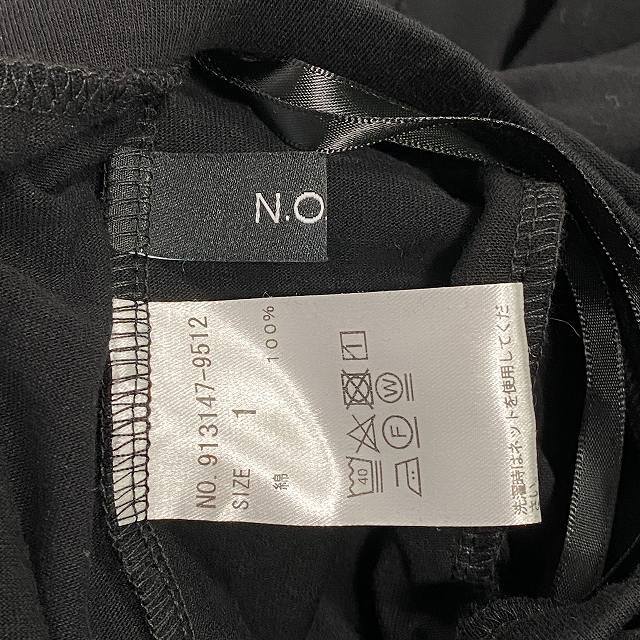 N.O.
NO. 913147-9512
SIZE 1
綿 100%
40
F W
洗濯時はネットを使用してくだ
さい。